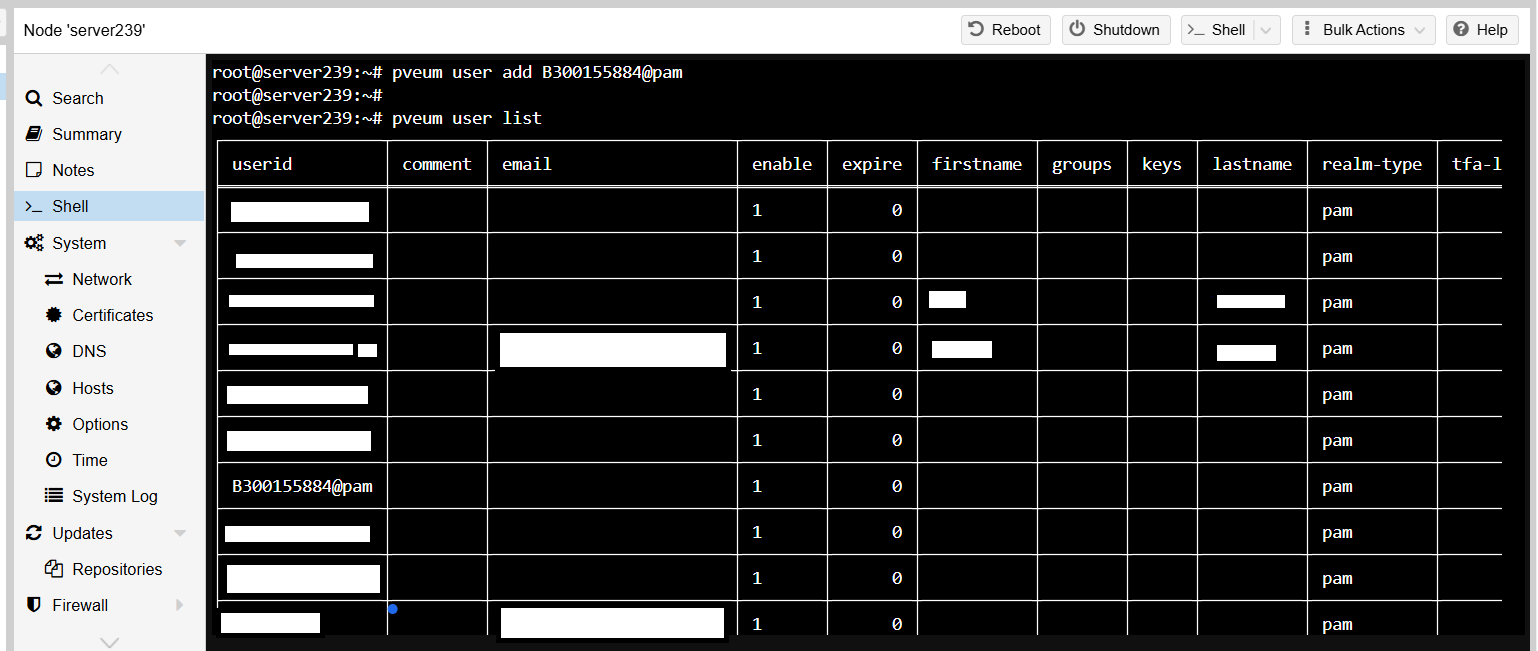 Node 'server239'
Reboot
Shutdown
>_ Shell
Bulk Actions
Help
Search
Summary
Notes
>_ Shell
System
Network
Certificates
DNS
Hosts
Options
Time
System Log
Updates
Repositories
Firewall
root@server239:~# pveum user add B300155884@pam
root@server239:~#
root@server239:~# pveum user list
userid comment email enable expire firstname groups keys lastname realm-type tfa-l
1 0 pam
1 0 pam
1 0 pam
1 0 pam
1 0 pam
1 0 pam
B300155884@pam 1 0 pam
1 0 pam
1 0 pam
1 0 pam